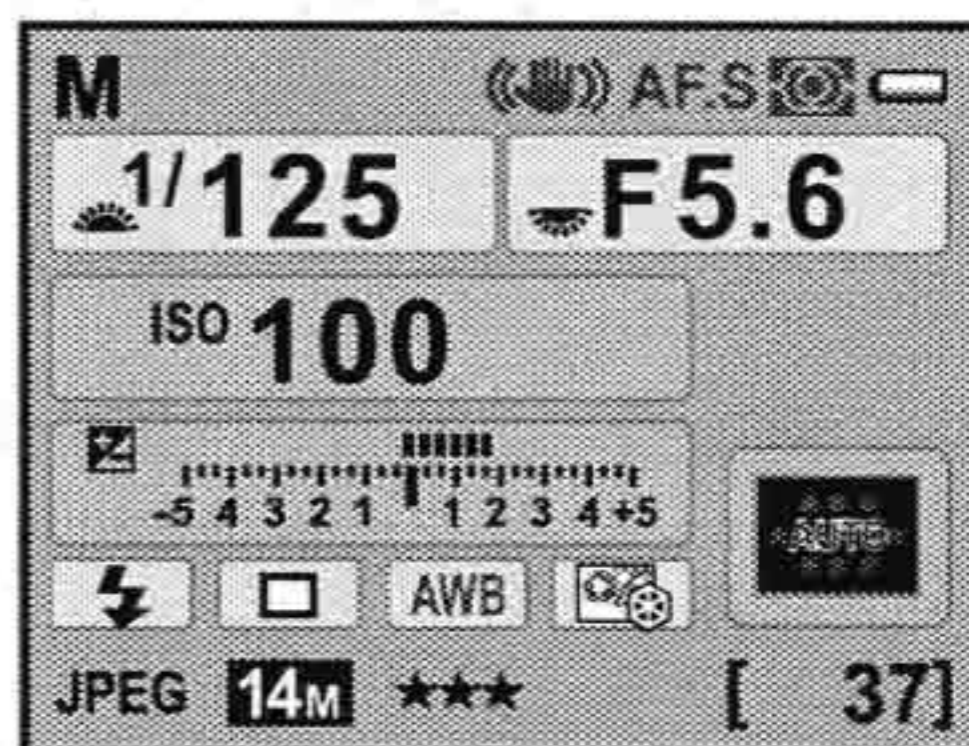 M AF.S
1/125 F5.6
ISO 100
-5 4 3 2 1 1 2 3 4 +5
AUTO
AWB
JPEG 14M ★★★ [ 37]